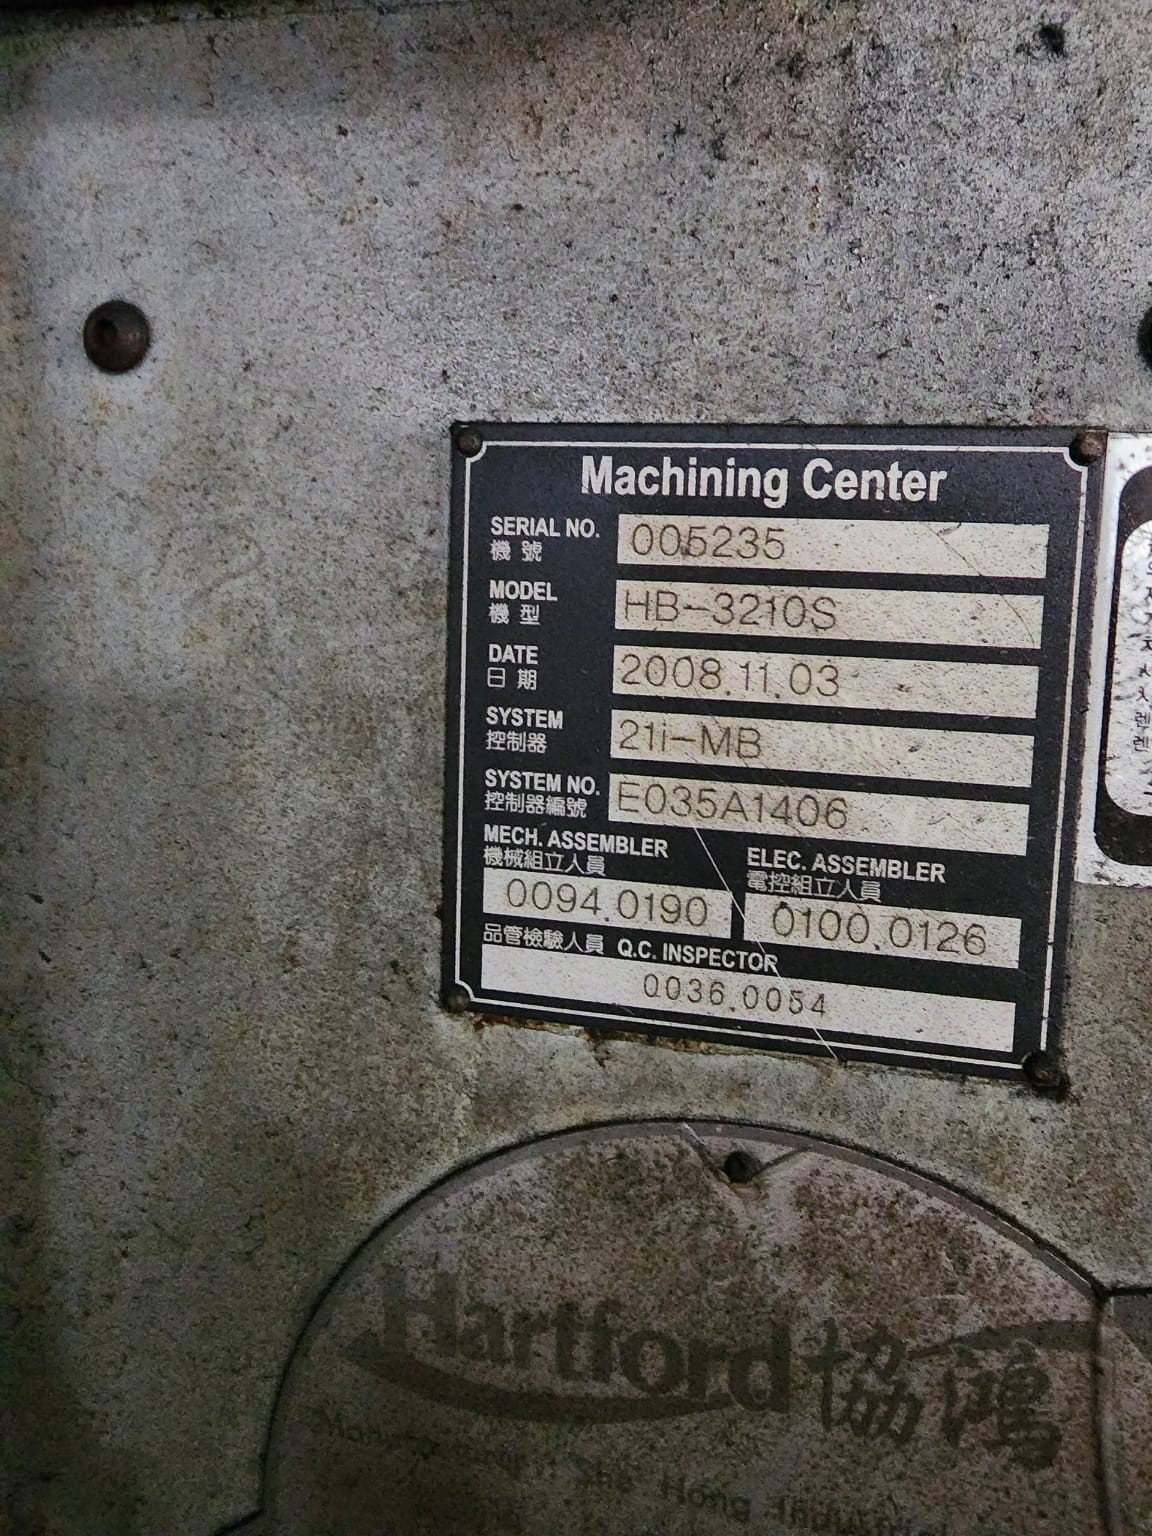 Machining Center
SERIAL NO. 005235
機 號
MODEL HB-3210S
機 型
DATE 2008.11.03
日 期
SYSTEM 21i-MB
控制器
SYSTEM NO. E035A1406
控制器編號
MECH. ASSEMBLER
機械組立人員
ELEC. ASSEMBLER
電控組立人員
0094.0190
0100.0126
品管檢驗人員 Q.C. INSPECTOR
0036.0054
Hartford 協鴻
She Hong